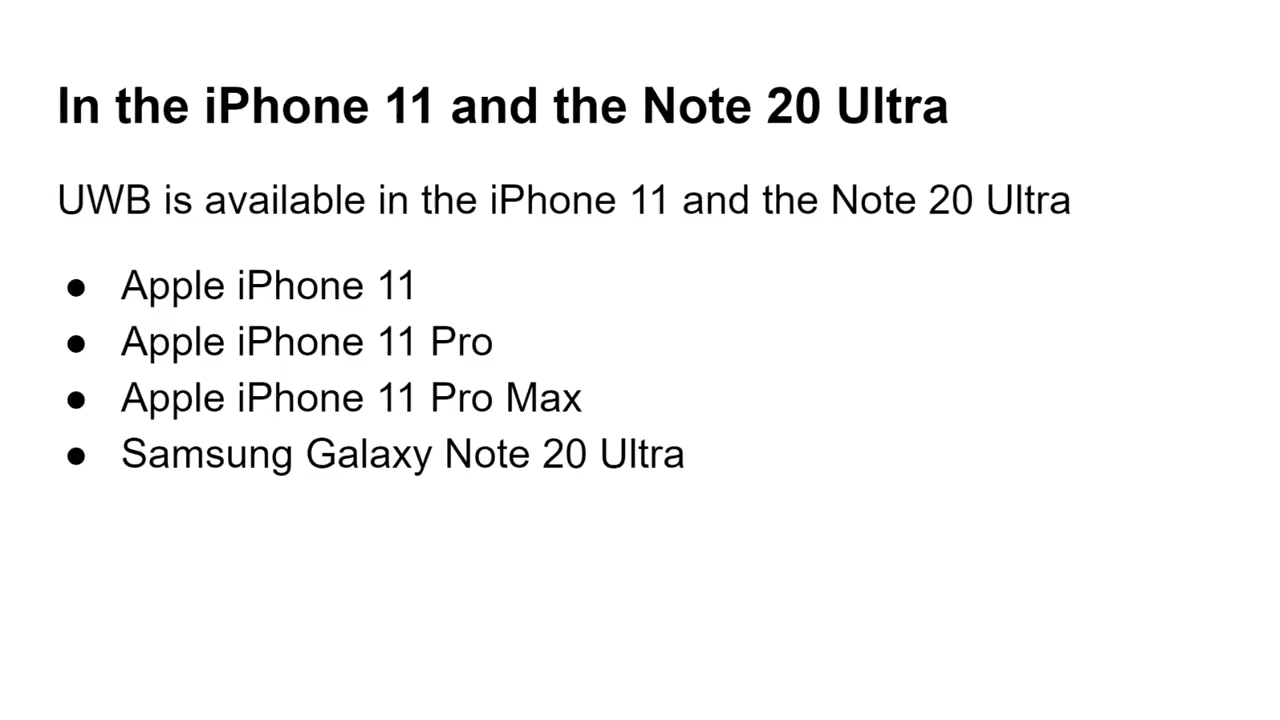 In the iPhone 11 and the Note 20 Ultra
UWB is available in the iPhone 11 and the Note 20 Ultra
● Apple iPhone 11
● Apple iPhone 11 Pro
● Apple iPhone 11 Pro Max
● Samsung Galaxy Note 20 Ultra